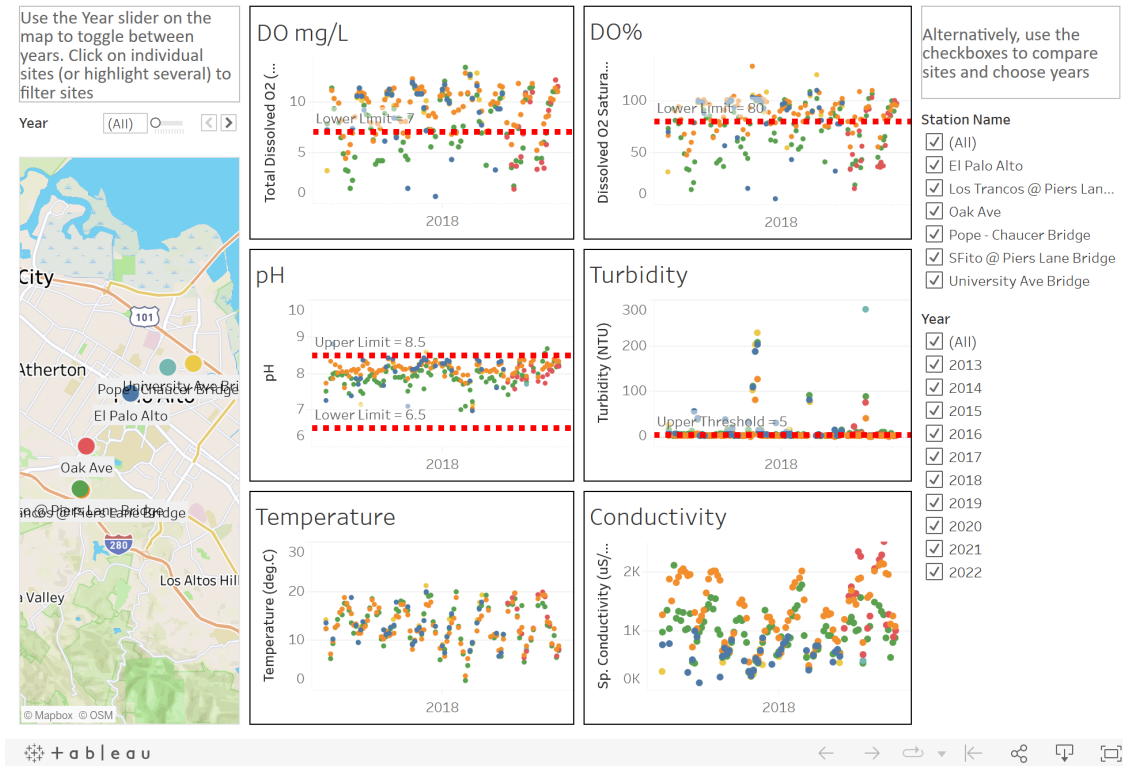 Use the Year slider on the
map to toggle between
years. Click on individual
sites (or highlight several) to
filter sites
Year
(All)
City
101
Atherton
University Ave Bri
Pope - Chaucer Bridge
El Palo Alto
Oak Ave
@ Piers Lane Bridge
ancos @ Piers Lane Bridge
280
Los Altos Hill
a Valley
© Mapbox © OSM
DO mg/L
Total Dissolved O2 (...
10
5
0
Lower Limit = 7
2018
DO%
Dissolved O2 Satura...
100
50
0
Lower Limit = 80
2018
pH
pH
10
9
8
7
6
Upper Limit = 8.5
Lower Limit = 6.5
2018
Turbidity
Turbidity (NTU)
300
200
100
0
Upper Threshold = 5
2018
Temperature
Temperature (deg.C)
30
20
10
0
2018
Conductivity
Sp. Conductivity (uS/...
2K
1K
0K
2018
Alternatively, use the
checkboxes to compare
sites and choose years
Station Name
(All)
El Palo Alto
Los Trancos @ Piers Lan...
Oak Ave
Pope - Chaucer Bridge
SFito @ Piers Lane Bridge
University Ave Bridge
Year
(All)
2013
2014
2015
2016
2017
2018
2019
2020
2021
2022
+ableau